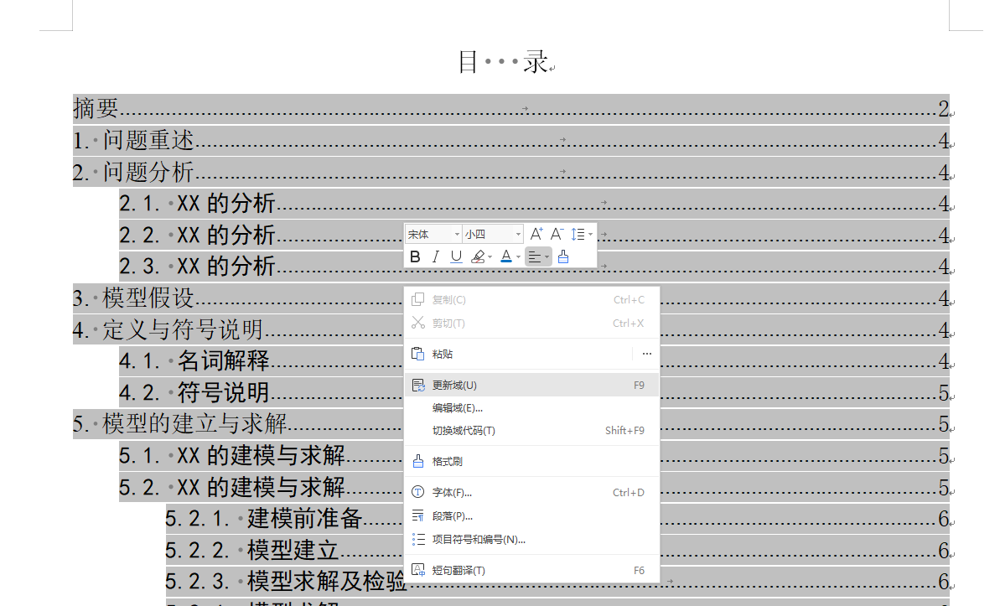 目···录
摘要 2
1. 问题重述 4
2. 问题分析 4
2.1. XX 的分析 4
2.2. XX 的分析 4
2.3. XX 的分析 4
宋体 小四 A+ A-
B I U A
3. 模型假设 4
4. 定义与符号说明 4
4.1. 名词解释 4
4.2. 符号说明 5
5. 模型的建立与求解 5
5.1. XX 的建模与求解 5
5.2. XX 的建模与求解 5
5.2.1. 建模前准备 6
5.2.2. 模型建立 6
5.2.3. 模型求解及检验 6
复制(C) Ctrl+C
剪切(T) Ctrl+X
粘贴 ···
更新域(U) F9
编辑域(E)...
切换域代码(T) Shift+F9
格式刷
字体(F)... Ctrl+D
段落(P)...
项目符号和编号(N)...
短句翻译(T) F6